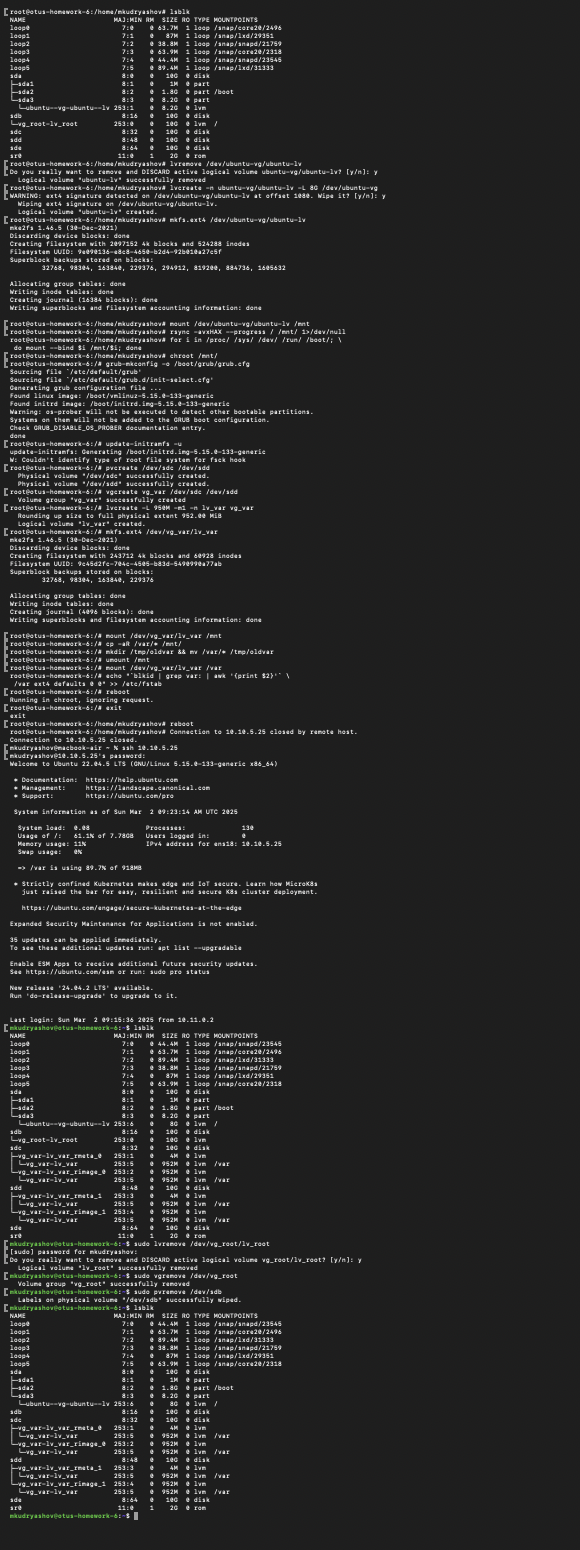 root@otus-homework-6:/home/mkudryashov# lsblk
NAME                      MAJ:MIN RM  SIZE RO TYPE MOUNTPOINTS
loop0                       7:0    0 63.7M  1 loop /snap/core20/2496
loop1                       7:1    0   87M  1 loop /snap/lxd/29351
loop2                       7:2    0 38.8M  1 loop /snap/snapd/21759
loop3                       7:3    0 63.9M  1 loop /snap/core20/2318
loop4                       7:4    0 44.4M  1 loop /snap/snapd/23545
loop5                       7:5    0 89.4M  1 loop /snap/lxd/31333
sda                         8:0    0   10G  0 disk
├─sda1                      8:1    0    1M  0 part
├─sda2                      8:2    0  1.8G  0 part /boot
└─sda3                      8:3    0  8.2G  0 part
  └─ubuntu--vg-ubuntu--lv 253:1    0  8.2G  0 lvm
sdb                         8:16   0   10G  0 disk
└─vg_root-lv_root         253:0    0   10G  0 lvm  /
sdc                         8:32   0   10G  0 disk
sdd                         8:48   0   10G  0 disk
sde                         8:64   0   10G  0 disk
sr0                        11:0    1    2G  0 rom
root@otus-homework-6:/home/mkudryashov# lvremove /dev/ubuntu-vg/ubuntu-lv
Do you really want to remove and DISCARD active logical volume ubuntu-vg/ubuntu-lv? [y/n]: y
  Logical volume "ubuntu-lv" successfully removed
root@otus-homework-6:/home/mkudryashov# lvcreate -n ubuntu-vg/ubuntu-lv -L 8G /dev/ubuntu-vg
WARNING: ext4 signature detected on /dev/ubuntu-vg/ubuntu-lv at offset 1080. Wipe it? [y/n]: y
  Wiping ext4 signature on /dev/ubuntu-vg/ubuntu-lv.
  Logical volume "ubuntu-lv" created.
root@otus-homework-6:/home/mkudryashov# mkfs.ext4 /dev/ubuntu-vg/ubuntu-lv
mke2fs 1.46.5 (30-Dec-2021)
Discarding device blocks: done
Creating filesystem with 2097152 4k blocks and 524288 inodes
Filesystem UUID: 9e090136-e8c8-4650-b2d4-92b010a27c5f
Superblock backups stored on blocks:
        32768, 98304, 163840, 229376, 294912, 819200, 884736, 1605632
Allocating group tables: done
Writing inode tables: done
Creating journal (16384 blocks): done
Writing superblocks and filesystem accounting information: done
root@otus-homework-6:/home/mkudryashov# mount /dev/ubuntu-vg/ubuntu-lv /mnt
root@otus-homework-6:/home/mkudryashov# rsync -avxHAX --progress / /mnt/ 1>/dev/null
root@otus-homework-6:/home/mkudryashov# for i in /proc/ /sys/ /dev/ /run/ /boot/; \
 do mount --bind $i /mnt/$i; done
root@otus-homework-6:/home/mkudryashov# chroot /mnt/
root@otus-homework-6:/# grub-mkconfig -o /boot/grub/grub.cfg
Sourcing file `/etc/default/grub'
Sourcing file `/etc/default/grub.d/init-select.cfg'
Generating grub configuration file ...
Found linux image: /boot/vmlinuz-5.15.0-133-generic
Found initrd image: /boot/initrd.img-5.15.0-133-generic
Warning: os-prober will not be executed to detect other bootable partitions.
Systems on them will not be added to the GRUB boot configuration.
Check GRUB_DISABLE_OS_PROBER documentation entry.
done
root@otus-homework-6:/# update-initramfs -u
update-initramfs: Generating /boot/initrd.img-5.15.0-133-generic
W: Couldn't identify type of root file system for fsck hook
root@otus-homework-6:/# pvcreate /dev/sdc /dev/sdd
  Physical volume "/dev/sdc" successfully created.
  Physical volume "/dev/sdd" successfully created.
root@otus-homework-6:/# vgcreate vg_var /dev/sdc /dev/sdd
  Volume group "vg_var" successfully created
root@otus-homework-6:/# lvcreate -L 950M -m1 -n lv_var vg_var
  Rounding up size to full physical extent 952.00 MiB
  Logical volume "lv_var" created.
root@otus-homework-6:/# mkfs.ext4 /dev/vg_var/lv_var
mke2fs 1.46.5 (30-Dec-2021)
Discarding device blocks: done
Creating filesystem with 243712 4k blocks and 60928 inodes
Filesystem UUID: 9c45d2fc-704c-4505-b83d-5490990a77ab
Superblock backups stored on blocks:
        32768, 98304, 163840, 229376
Allocating group tables: done
Writing inode tables: done
Creating journal (4096 blocks): done
Writing superblocks and filesystem accounting information: done
root@otus-homework-6:/# mount /dev/vg_var/lv_var /mnt
root@otus-homework-6:/# cp -aR /var/* /mnt/
root@otus-homework-6:/# mkdir /tmp/oldvar && mv /var/* /tmp/oldvar
root@otus-homework-6:/# umount /mnt
root@otus-homework-6:/# mount /dev/vg_var/lv_var /var
root@otus-homework-6:/# echo "`blkid | grep var: | awk '{print $2}'` \
 /var ext4 defaults 0 0" >> /etc/fstab
root@otus-homework-6:/# reboot
Running in chroot, ignoring request.
root@otus-homework-6:/# exit
exit
root@otus-homework-6:/home/mkudryashov# reboot
root@otus-homework-6:/home/mkudryashov# Connection to 10.10.5.25 closed by remote host.
Connection to 10.10.5.25 closed.
mkudryashov@macbook-air ~ % ssh 10.10.5.25
mkudryashov@10.10.5.25's password:
Welcome to Ubuntu 22.04.5 LTS (GNU/Linux 5.15.0-133-generic x86_64)
 * Documentation:  https://help.ubuntu.com
 * Management:     https://landscape.canonical.com
 * Support:        https://ubuntu.com/pro
 System information as of Sun Mar  2 09:23:14 AM UTC 2025
  System load:  0.08              Processes:              130
  Usage of /:   61.1% of 7.78GB   Users logged in:        0
  Memory usage: 11%               IPv4 address for ens18: 10.10.5.25
  Swap usage:   0%
  => /var is using 89.7% of 918MB
 * Strictly confined Kubernetes makes edge and IoT secure. Learn how MicroK8s
   just raised the bar for easy, resilient and secure K8s cluster deployment.
   https://ubuntu.com/engage/secure-kubernetes-at-the-edge
Expanded Security Maintenance for Applications is not enabled.
35 updates can be applied immediately.
To see these additional updates run: apt list --upgradable
Enable ESM Apps to receive additional future security updates.
See https://ubuntu.com/esm or run: sudo pro status
New release '24.04.2 LTS' available.
Run 'do-release-upgrade' to upgrade to it.
Last login: Sun Mar  2 09:15:36 2025 from 10.11.0.2
mkudryashov@otus-homework-6:~$ lsblk
NAME                      MAJ:MIN RM  SIZE RO TYPE MOUNTPOINTS
loop0                       7:0    0 44.4M  1 loop /snap/snapd/23545
loop1                       7:1    0 63.7M  1 loop /snap/core20/2496
loop2                       7:2    0 89.4M  1 loop /snap/lxd/31333
loop3                       7:3    0 38.8M  1 loop /snap/snapd/21759
loop4                       7:4    0   87M  1 loop /snap/lxd/29351
loop5                       7:5    0 63.9M  1 loop /snap/core20/2318
sda                         8:0    0   10G  0 disk
├─sda1                      8:1    0    1M  0 part
├─sda2                      8:2    0  1.8G  0 part /boot
└─sda3                      8:3    0  8.2G  0 part
  └─ubuntu--vg-ubuntu--lv 253:6    0    8G  0 lvm  /
sdb                         8:16   0   10G  0 disk
└─vg_root-lv_root         253:0    0   10G  0 lvm
sdc                         8:32   0   10G  0 disk
├─vg_var-lv_var_rmeta_0   253:1    0    4M  0 lvm
│ └─vg_var-lv_var         253:5    0  952M  0 lvm  /var
└─vg_var-lv_var_rimage_0  253:2    0  952M  0 lvm
  └─vg_var-lv_var         253:5    0  952M  0 lvm  /var
sdd                         8:48   0   10G  0 disk
├─vg_var-lv_var_rmeta_1   253:3    0    4M  0 lvm
│ └─vg_var-lv_var         253:5    0  952M  0 lvm  /var
└─vg_var-lv_var_rimage_1  253:4    0  952M  0 lvm
  └─vg_var-lv_var         253:5    0  952M  0 lvm  /var
sde                         8:64   0   10G  0 disk
sr0                        11:0    1    2G  0 rom
mkudryashov@otus-homework-6:~$ sudo lvremove /dev/vg_root/lv_root
[sudo] password for mkudryashov:
Do you really want to remove and DISCARD active logical volume vg_root/lv_root? [y/n]: y
  Logical volume "lv_root" successfully removed
mkudryashov@otus-homework-6:~$ sudo vgremove /dev/vg_root
  Volume group "vg_root" successfully removed
mkudryashov@otus-homework-6:~$ sudo pvremove /dev/sdb
  Labels on physical volume "/dev/sdb" successfully wiped.
mkudryashov@otus-homework-6:~$ lsblk
NAME                      MAJ:MIN RM  SIZE RO TYPE MOUNTPOINTS
loop0                       7:0    0 44.4M  1 loop /snap/snapd/23545
loop1                       7:1    0 63.7M  1 loop /snap/core20/2496
loop2                       7:2    0 89.4M  1 loop /snap/lxd/31333
loop3                       7:3    0 38.8M  1 loop /snap/snapd/21759
loop4                       7:4    0   87M  1 loop /snap/lxd/29351
loop5                       7:5    0 63.9M  1 loop /snap/core20/2318
sda                         8:0    0   10G  0 disk
├─sda1                      8:1    0    1M  0 part
├─sda2                      8:2    0  1.8G  0 part /boot
└─sda3                      8:3    0  8.2G  0 part
  └─ubuntu--vg-ubuntu--lv 253:6    0    8G  0 lvm  /
sdb                         8:16   0   10G  0 disk
sdc                         8:32   0   10G  0 disk
├─vg_var-lv_var_rmeta_0   253:1    0    4M  0 lvm
│ └─vg_var-lv_var         253:5    0  952M  0 lvm  /var
└─vg_var-lv_var_rimage_0  253:2    0  952M  0 lvm
  └─vg_var-lv_var         253:5    0  952M  0 lvm  /var
sdd                         8:48   0   10G  0 disk
├─vg_var-lv_var_rmeta_1   253:3    0    4M  0 lvm
│ └─vg_var-lv_var         253:5    0  952M  0 lvm  /var
└─vg_var-lv_var_rimage_1  253:4    0  952M  0 lvm
  └─vg_var-lv_var         253:5    0  952M  0 lvm  /var
sde                         8:64   0   10G  0 disk
sr0                        11:0    1    2G  0 rom
mkudryashov@otus-homework-6:~$